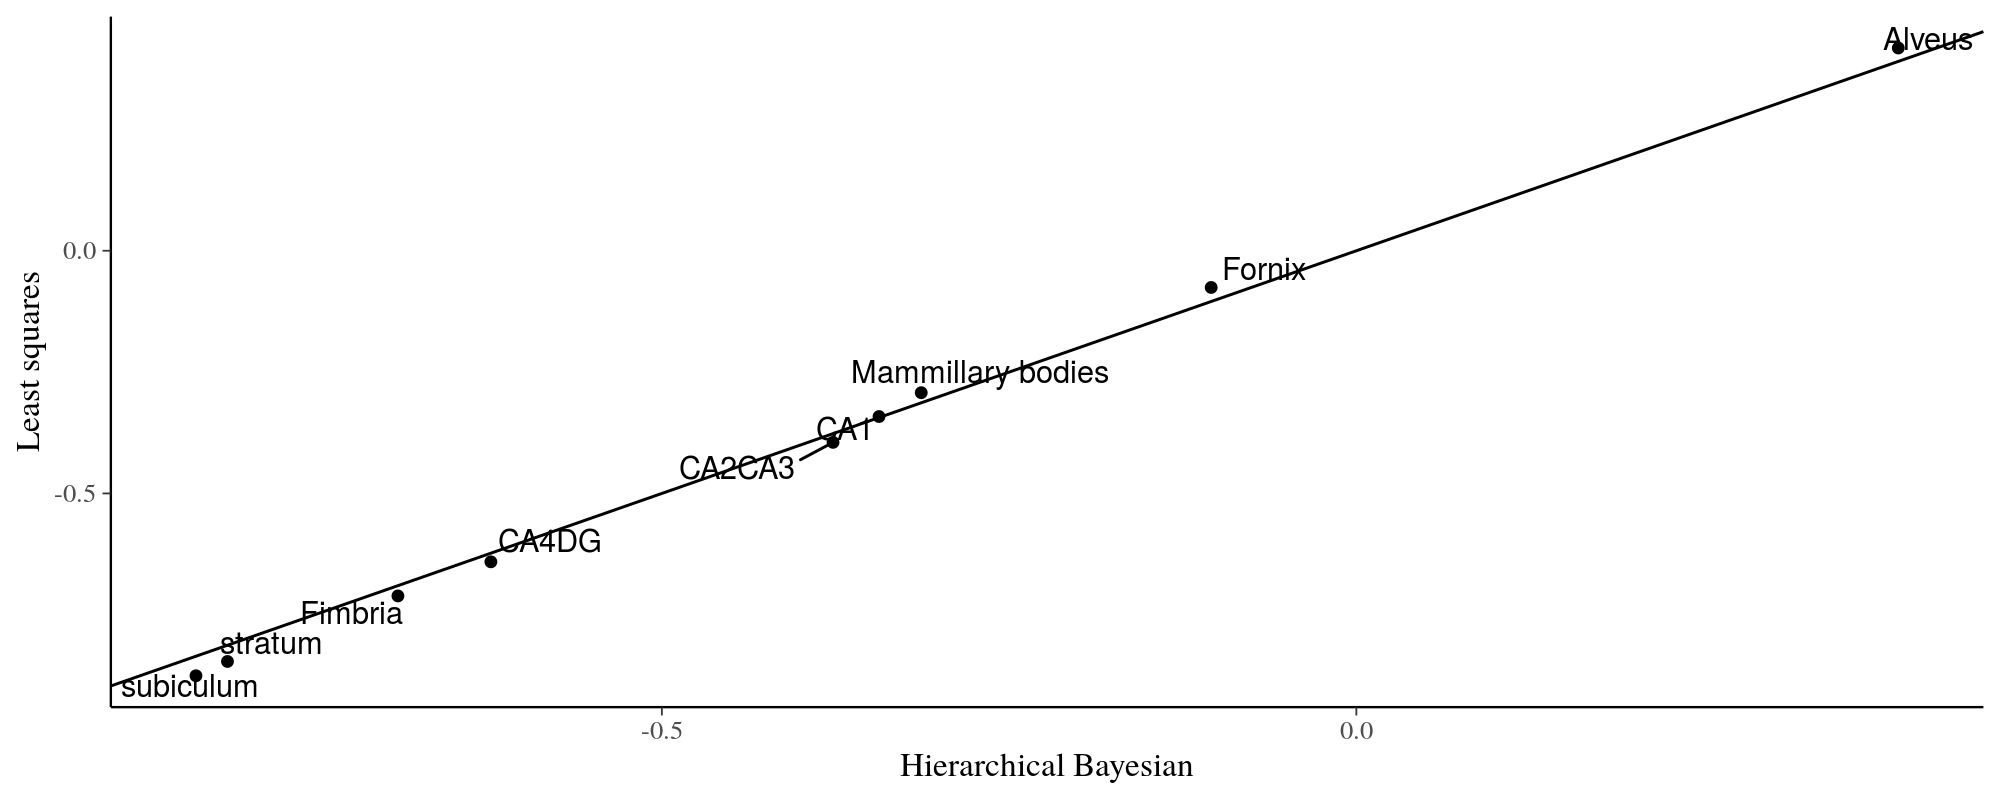 Alveus
Fornix
Mammillary bodies
CA1
CA2CA3
CA4DG
Fimbria
stratum
subiculum
0.0
-0.5
Least squares
-0.5
0.0
Hierarchical Bayesian